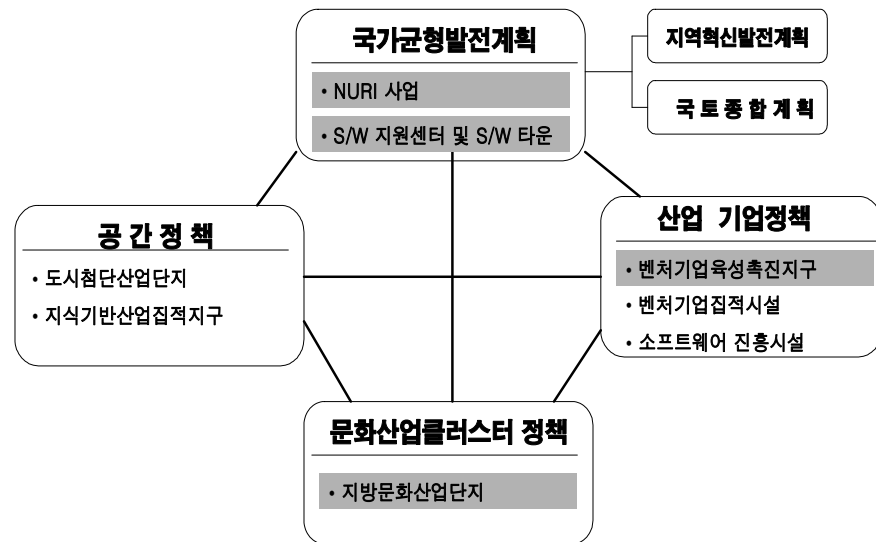 국가균형발전계획
• NURI 사업
• S/W 지원센터 및 S/W 타운
지역혁신발전계획
국 토 종 합 계 획
공 간 정 책
• 도시첨단산업단지
• 지식기반산업집적지구
산업 기업정책
• 벤처기업육성촉진지구
• 벤처기업집적시설
• 소프트웨어 진흥시설
문화산업클러스터 정책
• 지방문화산업단지